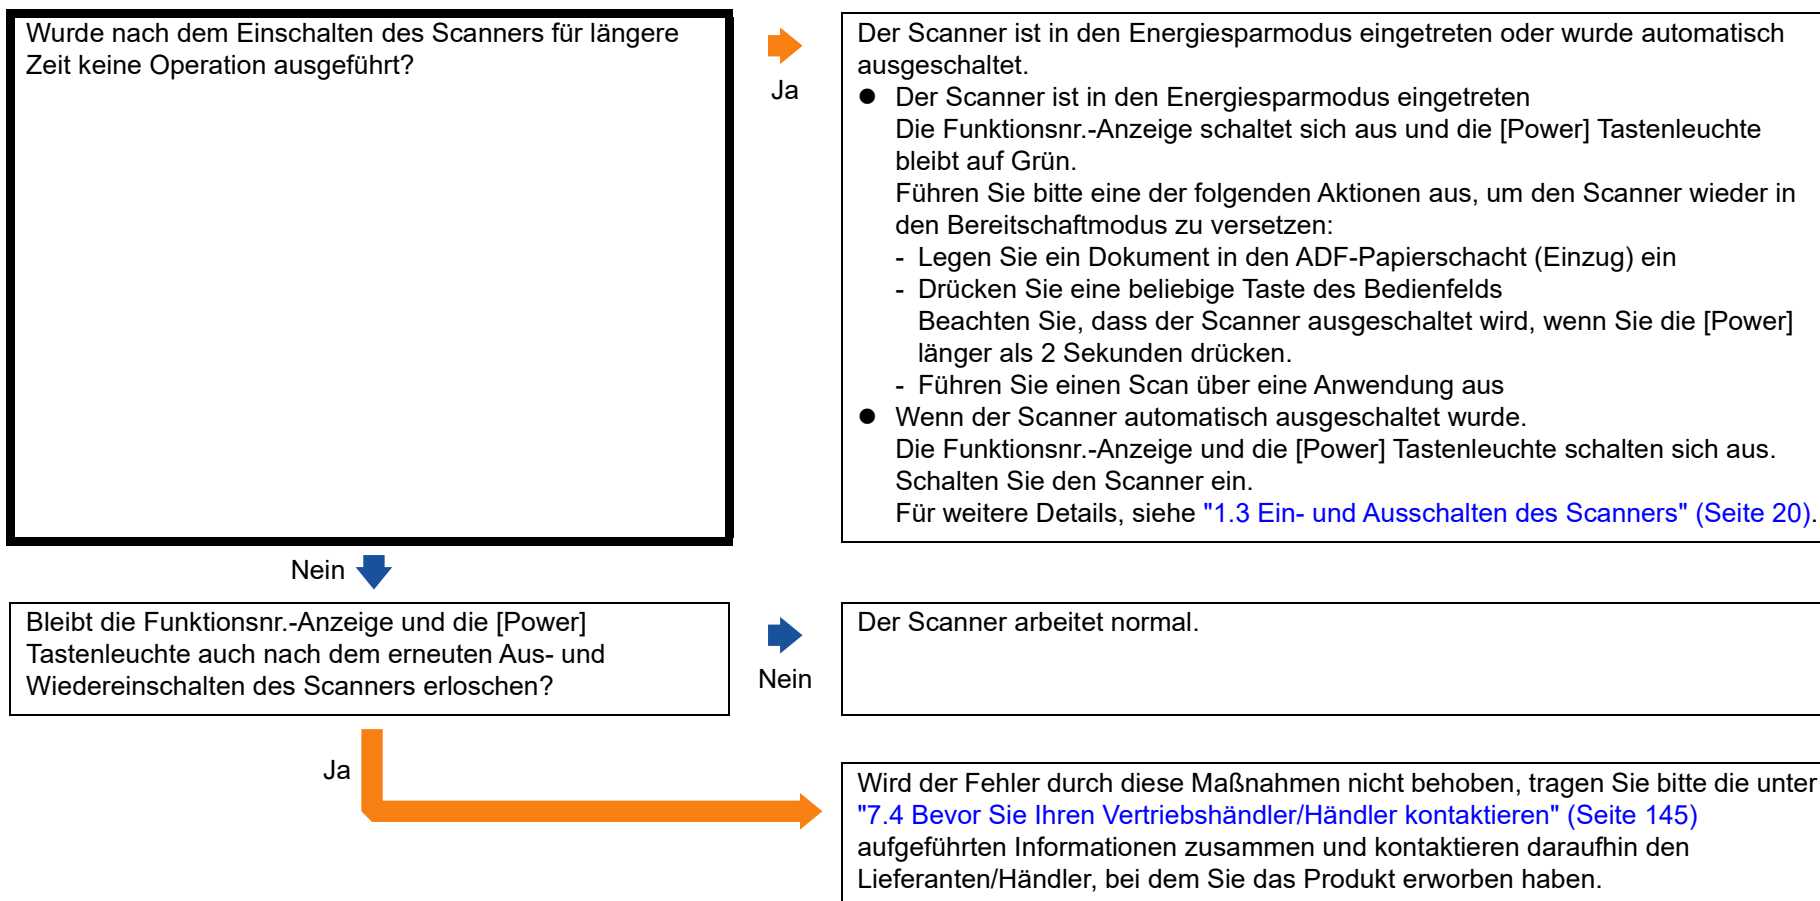 Wurde nach dem Einschalten des Scanners für längere
Zeit keine Operation ausgeführt?
Ja
Der Scanner ist in den Energiesparmodus eingetreten oder wurde automatisch
ausgeschaltet.
● Der Scanner ist in den Energiesparmodus eingetreten
Die Funktionsnr.-Anzeige schaltet sich aus und die [Power] Tastenleuchte
bleibt auf Grün.
Führen Sie bitte eine der folgenden Aktionen aus, um den Scanner wieder in
den Bereitschaftmodus zu versetzen:
- Legen Sie ein Dokument in den ADF-Papierschacht (Einzug) ein
- Drücken Sie eine beliebige Taste des Bedienfelds
Beachten Sie, dass der Scanner ausgeschaltet wird, wenn Sie die [Power]
länger als 2 Sekunden drücken.
- Führen Sie einen Scan über eine Anwendung aus
● Wenn der Scanner automatisch ausgeschaltet wurde.
Die Funktionsnr.-Anzeige und die [Power] Tastenleuchte schalten sich aus.
Schalten Sie den Scanner ein.
Für weitere Details, siehe "1.3 Ein- und Ausschalten des Scanners" (Seite 20).
Nein
Bleibt die Funktionsnr.-Anzeige und die [Power]
Tastenleuchte auch nach dem erneuten Aus- und
Wiedereinschalten des Scanners erloschen?
Nein
Der Scanner arbeitet normal.
Ja
Wird der Fehler durch diese Maßnahmen nicht behoben, tragen Sie bitte die unter
"7.4 Bevor Sie Ihren Vertriebshändler/Händler kontaktieren" (Seite 145)
aufgeführten Informationen zusammen und kontaktieren daraufhin den
Lieferanten/Händler, bei dem Sie das Produkt erworben haben.